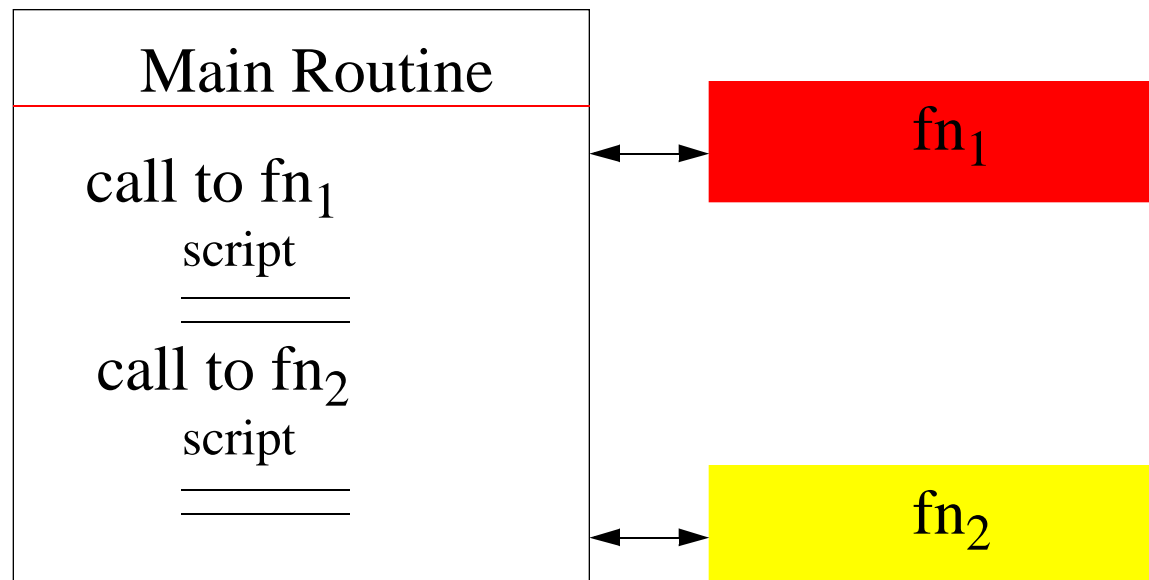 Main Routine
fn₁
call to fn₁
script
call to fn₂
script
fn₂